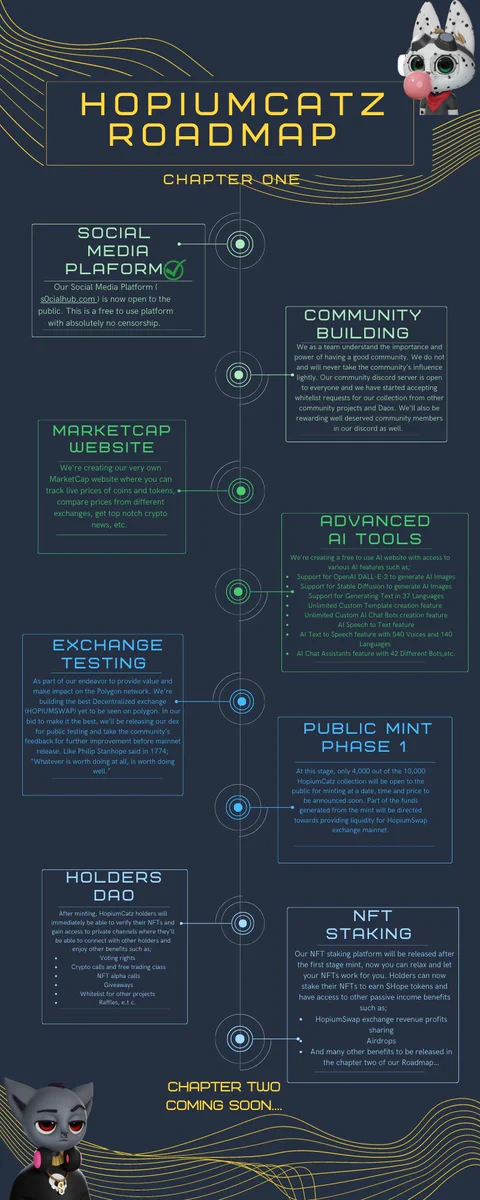 HOPIUMCATZ
ROADMAP
CHAPTER ONE
SOCIAL
MEDIA
PLAFORM
Our Social Media Platform (
s0cialhub.com ) is now open to the
public. This is a free to use platform
with absolutely no censorship.
COMMUNITY
BUILDING
We as a team understand the importance and
power of having a good community. We do not
and will never take the community's influence
lightly. Our community discord server is open
to everyone and we have started accepting
whitelist requests for our collection from other
community projects and Daos. We'll also be
rewarding well deserved community members
in our discord as well.
MARKETCAP
WEBSITE
We're creating our very own
MarketCap website where you can
track live prices of coins and tokens,
compare prices from different
exchanges, get top notch crypto
news, etc.
ADVANCED
AI TOOLS
We're creating a free to use AI website with access to
various AI features such as;
• Support for OpenAI DALL-E-2 to generate AI Images
• Support for Stable Diffusion to generate AI Images
• Support for Generating Text in 37 Languages
• Unlimited Custom Template creation feature
• Unlimited Custom AI Chat Bots creation feature
• AI Speech to Text feature
• AI Text to Speech feature with 540 Voices and 140
Languages
• AI Chat Assistants feature with 42 Different Bots,etc.
EXCHANGE
TESTING
As part of our endeavor to provide value and
make impact on the Polygon network. We're
building the best Decentralized exchange
(HOPIUMSWAP) yet to be seen on polygon. In our
bid to make it the best, we'll be releasing our dex
for public testing and take the community's
feedback for further improvement before mainnet
release. Like Philip Stanhope said in 1774;
"Whatever is worth doing at all, is worth doing
well."
PUBLIC MINT
PHASE 1
At this stage, only 4,000 out of the 10,000
HopiumCatz collection will be open to the
public for minting at a date, time and price to
be announced soon. Part of the funds
generated from the mint will be directed
towards providing liquidity for HopiumSwap
exchange mainnet.
HOLDERS
DAO
After minting, HopiumCatz holders will
immediately be able to verify their NFTs and
gain access to private channels where they'll
be able to connect with other holders and
enjoy other benefits such as;
• Voting rights
• Crypto calls and free trading class
• NFT alpha calls
• Giveaways
• Whitelist for other projects
• Raffles, e.t.c.
NFT
STAKING
Our NFT staking platform will be released after
the first stage mint, now you can relax and let
your NFTs work for you. Holders can now
stake their NFTs to earn $Hope tokens and
have access to other passive income benefits
such as;
• HopiumSwap exchange revenue profits
sharing
• Airdrops
• And many other benefits to be released in
the chapter two of our Roadmap...
CHAPTER TWO
COMING SOON....